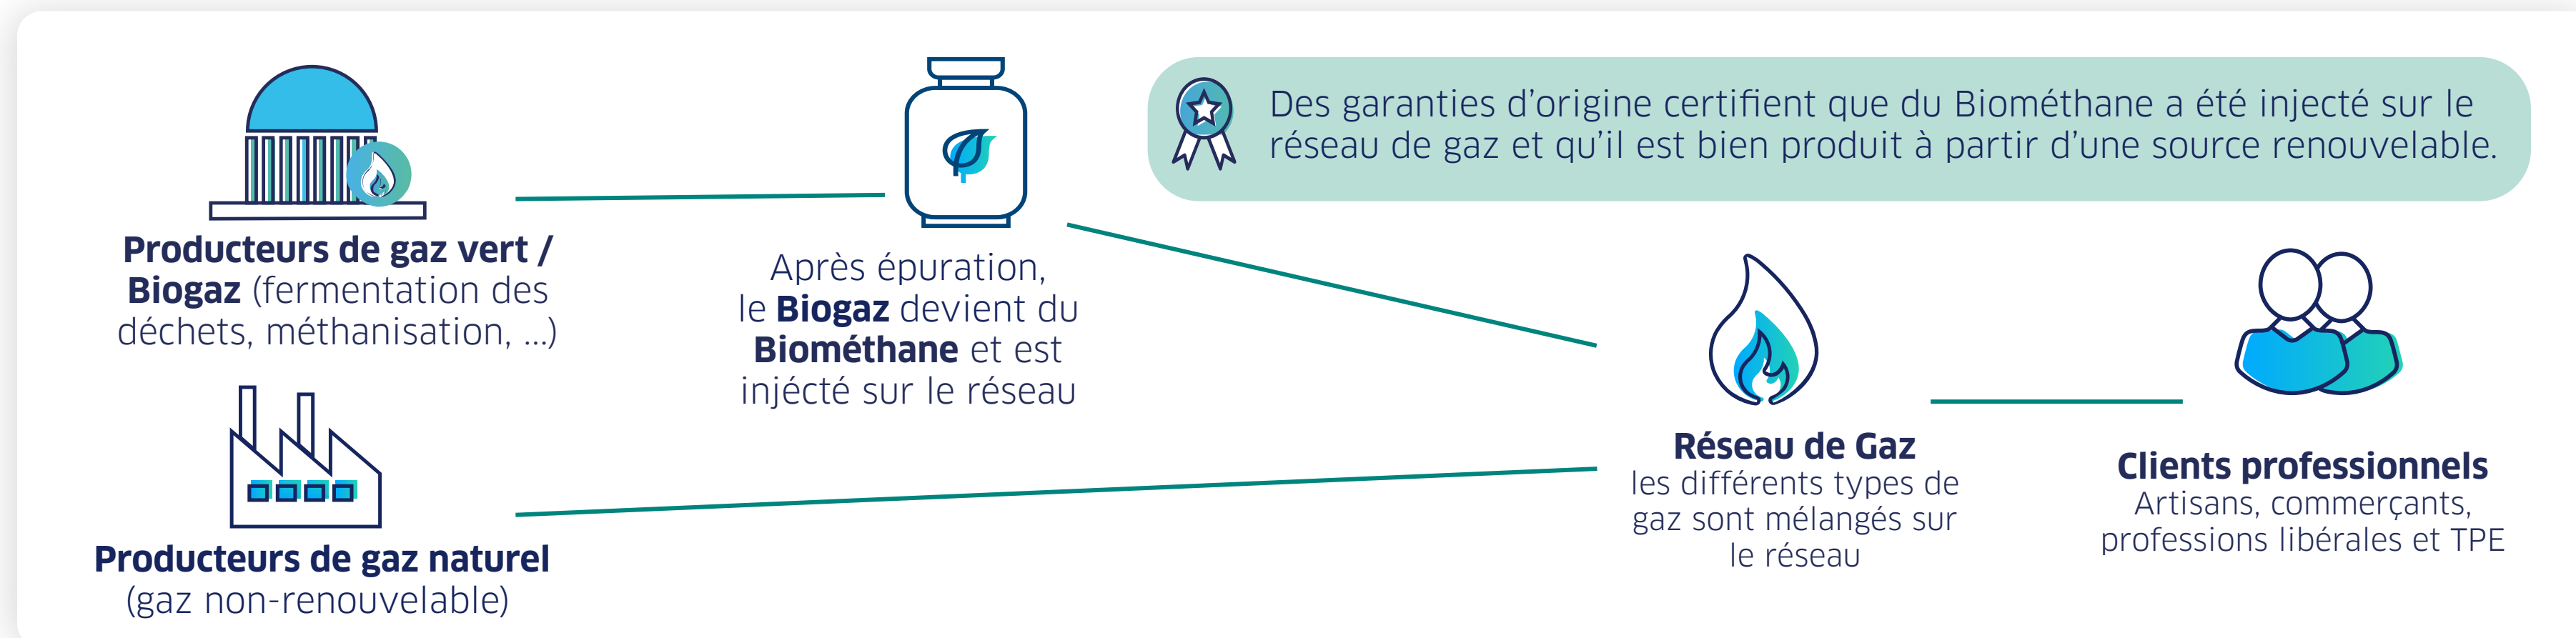 Des garanties d'origine certifient que du Biométhane a été injecté sur le
réseau de gaz et qu'il est bien produit à partir d'une source renouvelable.
Producteurs de gaz vert /
Biogaz (fermentation des
déchets, méthanisation, ...)
Après épuration,
le Biogaz devient du
Biométhane et est
injécté sur le réseau
Producteurs de gaz naturel
(gaz non-renouvelable)
Réseau de Gaz
les différents types de
gaz sont mélangés sur
le réseau
Clients professionnels
Artisans, commerçants,
professions libérales et TPE